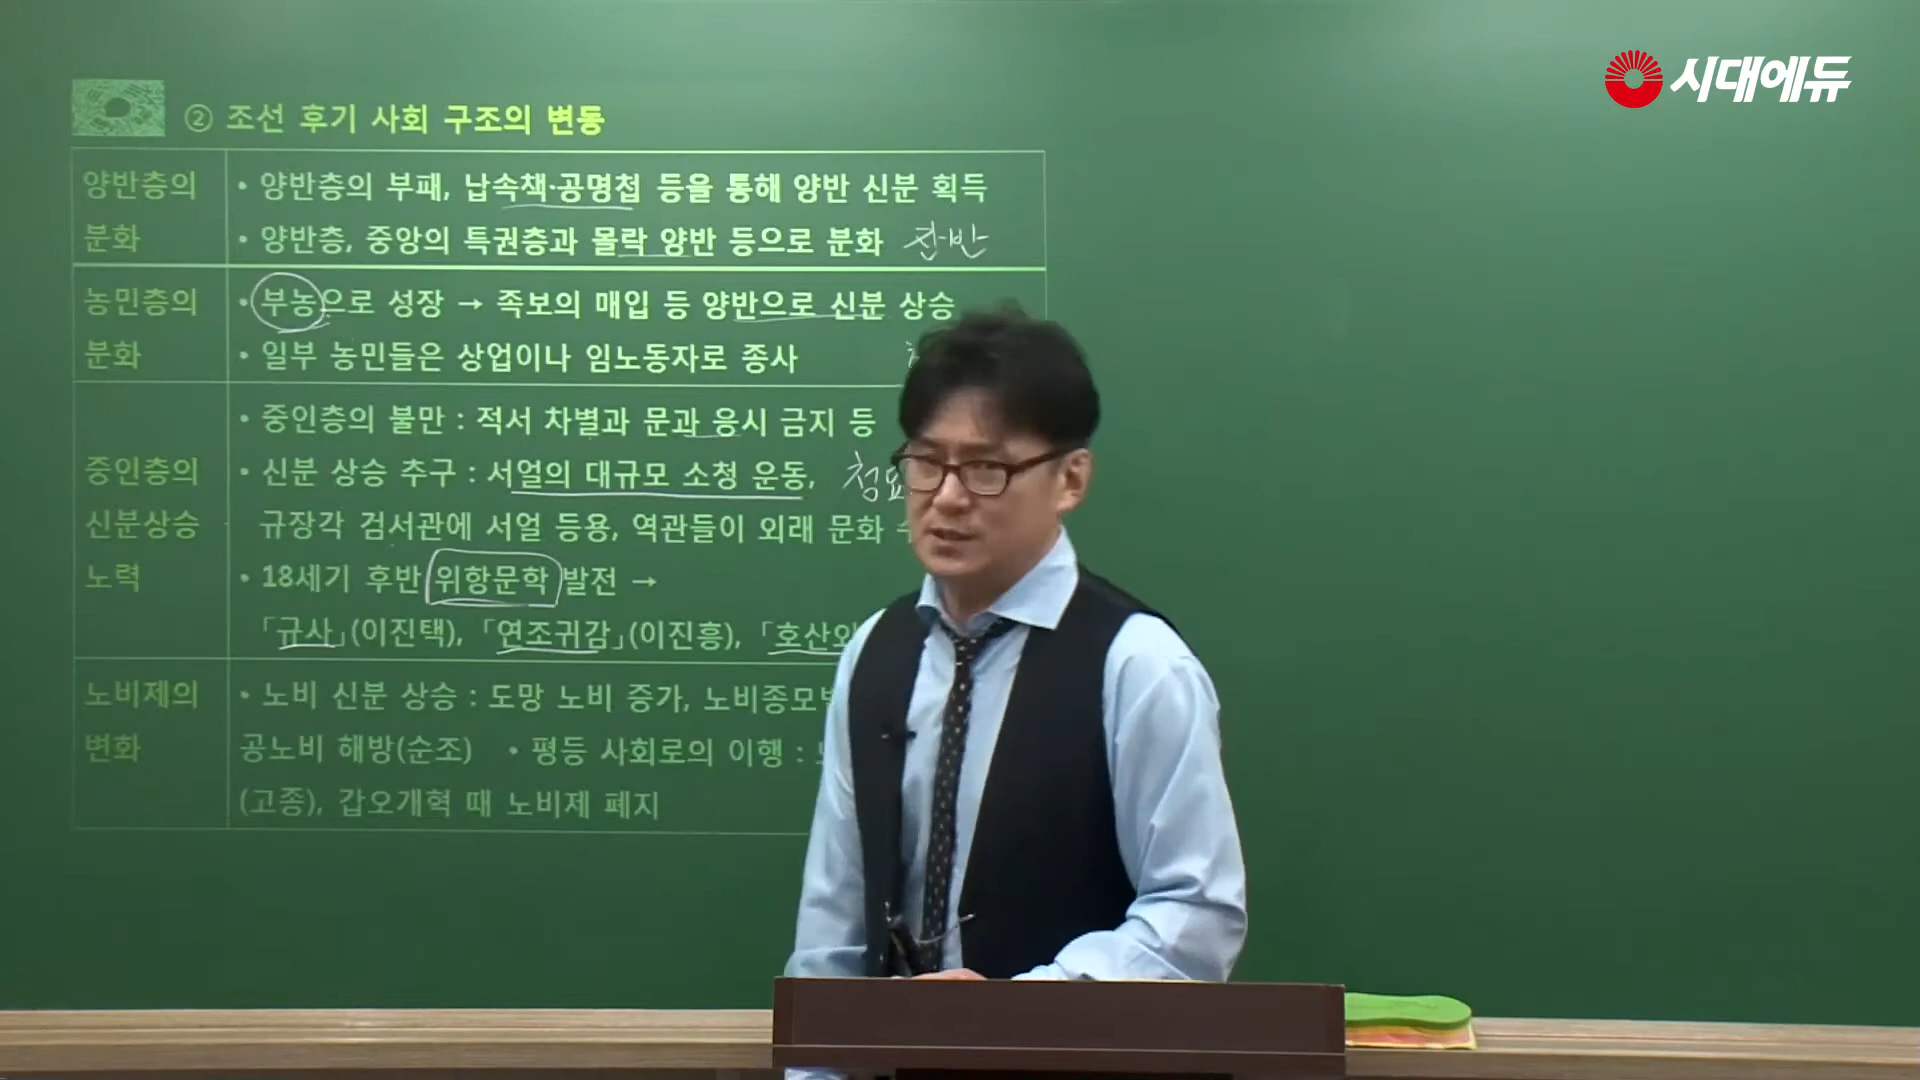 시대에듀
② 조선 후기 사회 구조의 변동
양반층의
분화
• 양반층의 부패, 납속책·공명첩 등을 통해 양반 신분 획득
• 양반층, 중앙의 특권층과 몰락 양반 등으로 분화 잔반
농민층의
분화
• 부농으로 성장 → 족보의 매입 등 양반으로 신분 상승
• 일부 농민들은 상업이나 임노동자로 종사
중인층의
신분상승
노력
• 중인층의 불만 : 적서 차별과 문과 응시 금지 등
• 신분 상승 추구 : 서얼의 대규모 소청 운동,
규장각 검서관에 서얼 등용, 역관들이 외래 문화
• 18세기 후반 위항문학 발전 →
「규사」(이진택), 「연조귀감」(이진흥), 「호산외
노비제의
변화
• 노비 신분 상승 : 도망 노비 증가, 노비종모
공노비 해방(순조) • 평등 사회로의 이행 :
(고종), 갑오개혁 때 노비제 폐지